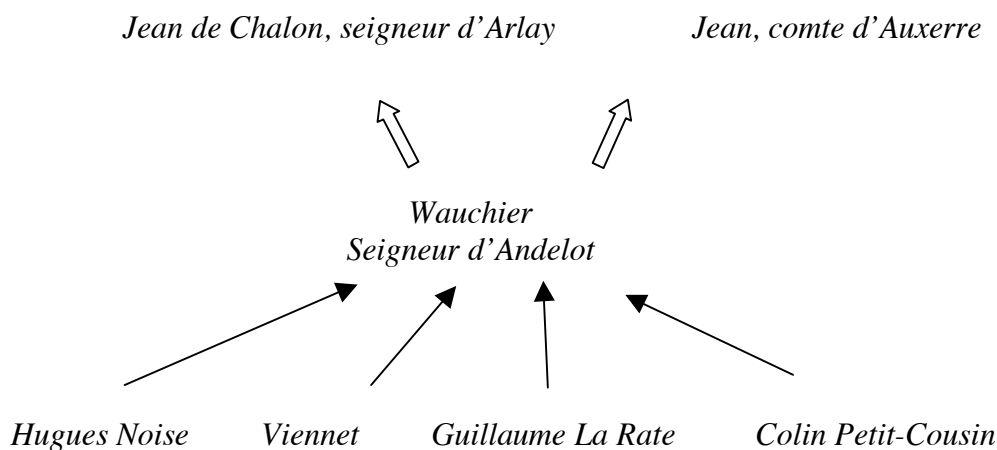 Jean de Chalon, seigneur d’Arlay
Jean, comte d’Auxerre
Wauchier
Seigneur d’Andelot
Hugues Noise
Viennet
Guillaume La Rate
Colin Petit-Cousin